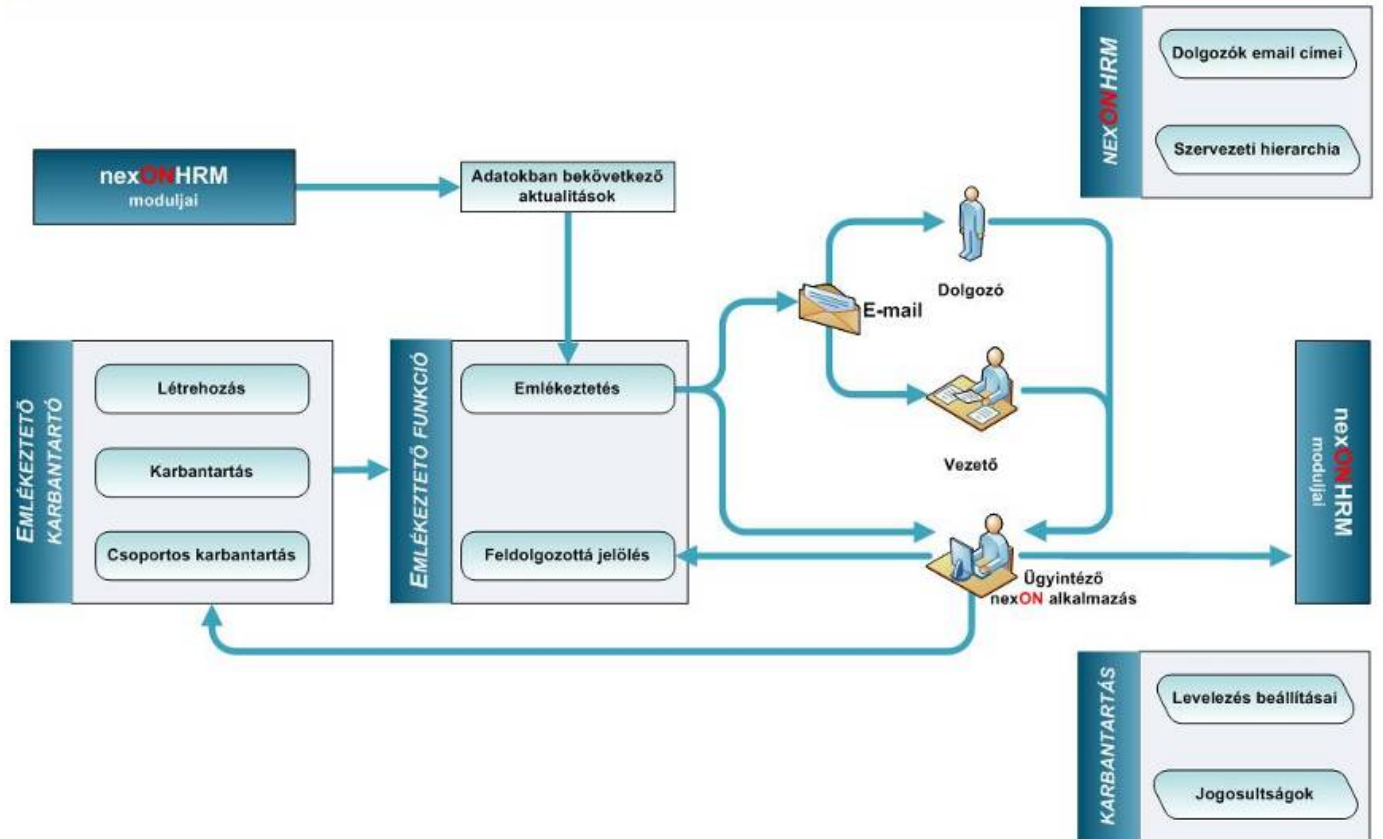 NEXONHRM
Dolgozók email címei
Szervezeti hierarchia
nexONHRM
moduljai
Adatokban bekövetkező
aktualitások
Dolgozó
E-mail
Vezető
EMLÉKEZTETŐ
KARBANTARTÓ
Létrehozás
Karbantartás
Csoportos karbantartás
EMLÉKEZTETŐ FUNKCIÓ
Emlékeztetés
Feldolgozottá jelölés
Ügyintéző
nexON alkalmazás
nexONHRM
moduljai
KARBANTARTÁS
Levelezés beállításai
Jogosultságok